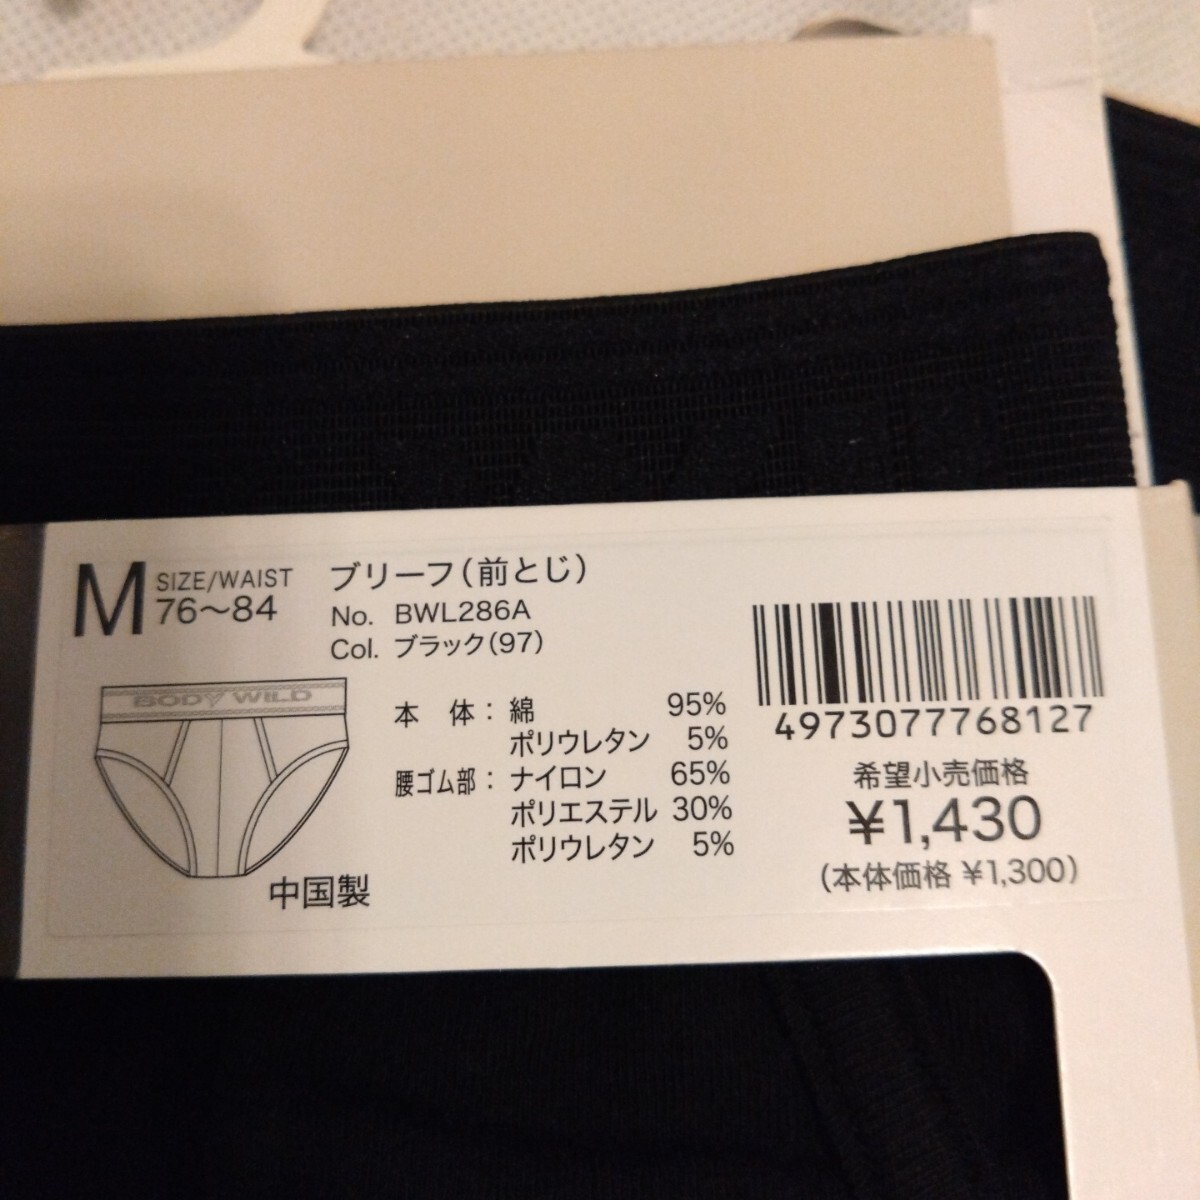 M SIZE/WAIST
76〜84
ブリーフ(前とじ)
No. BWL286A
Col. ブラック(97)
BODY WILD
中国製
本 体: 綿 95%
ポリウレタン 5%
腰ゴム部: ナイロン 65%
ポリエステル 30%
ポリウレタン 5%
4973077768127
希望小売価格
¥1,430
(本体価格 ¥1,300)